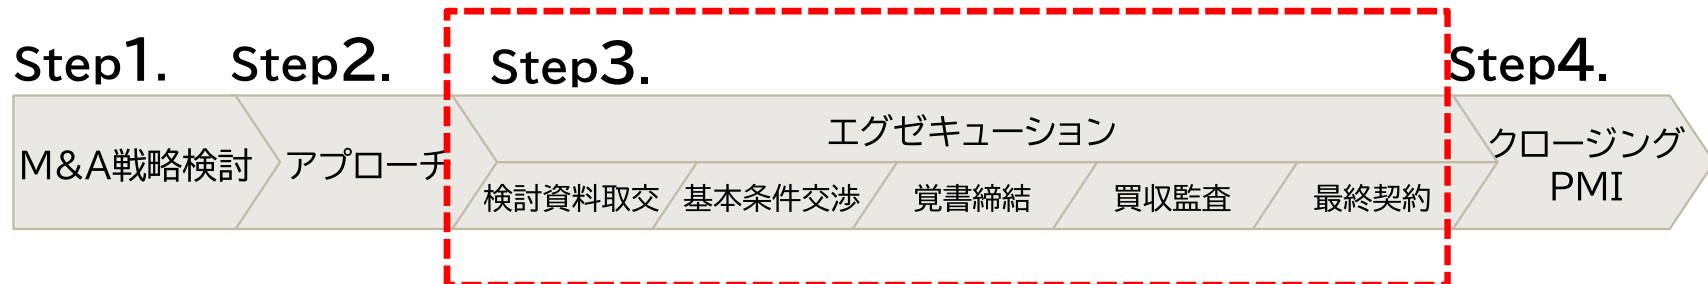 Step1.
Step2.
Step3.
Step4.
M&A戦略検討
アプローチ
エグゼキューション
検討資料取交
基本条件交渉
覚書締結
買収監査
最終契約
クロージング
PMI